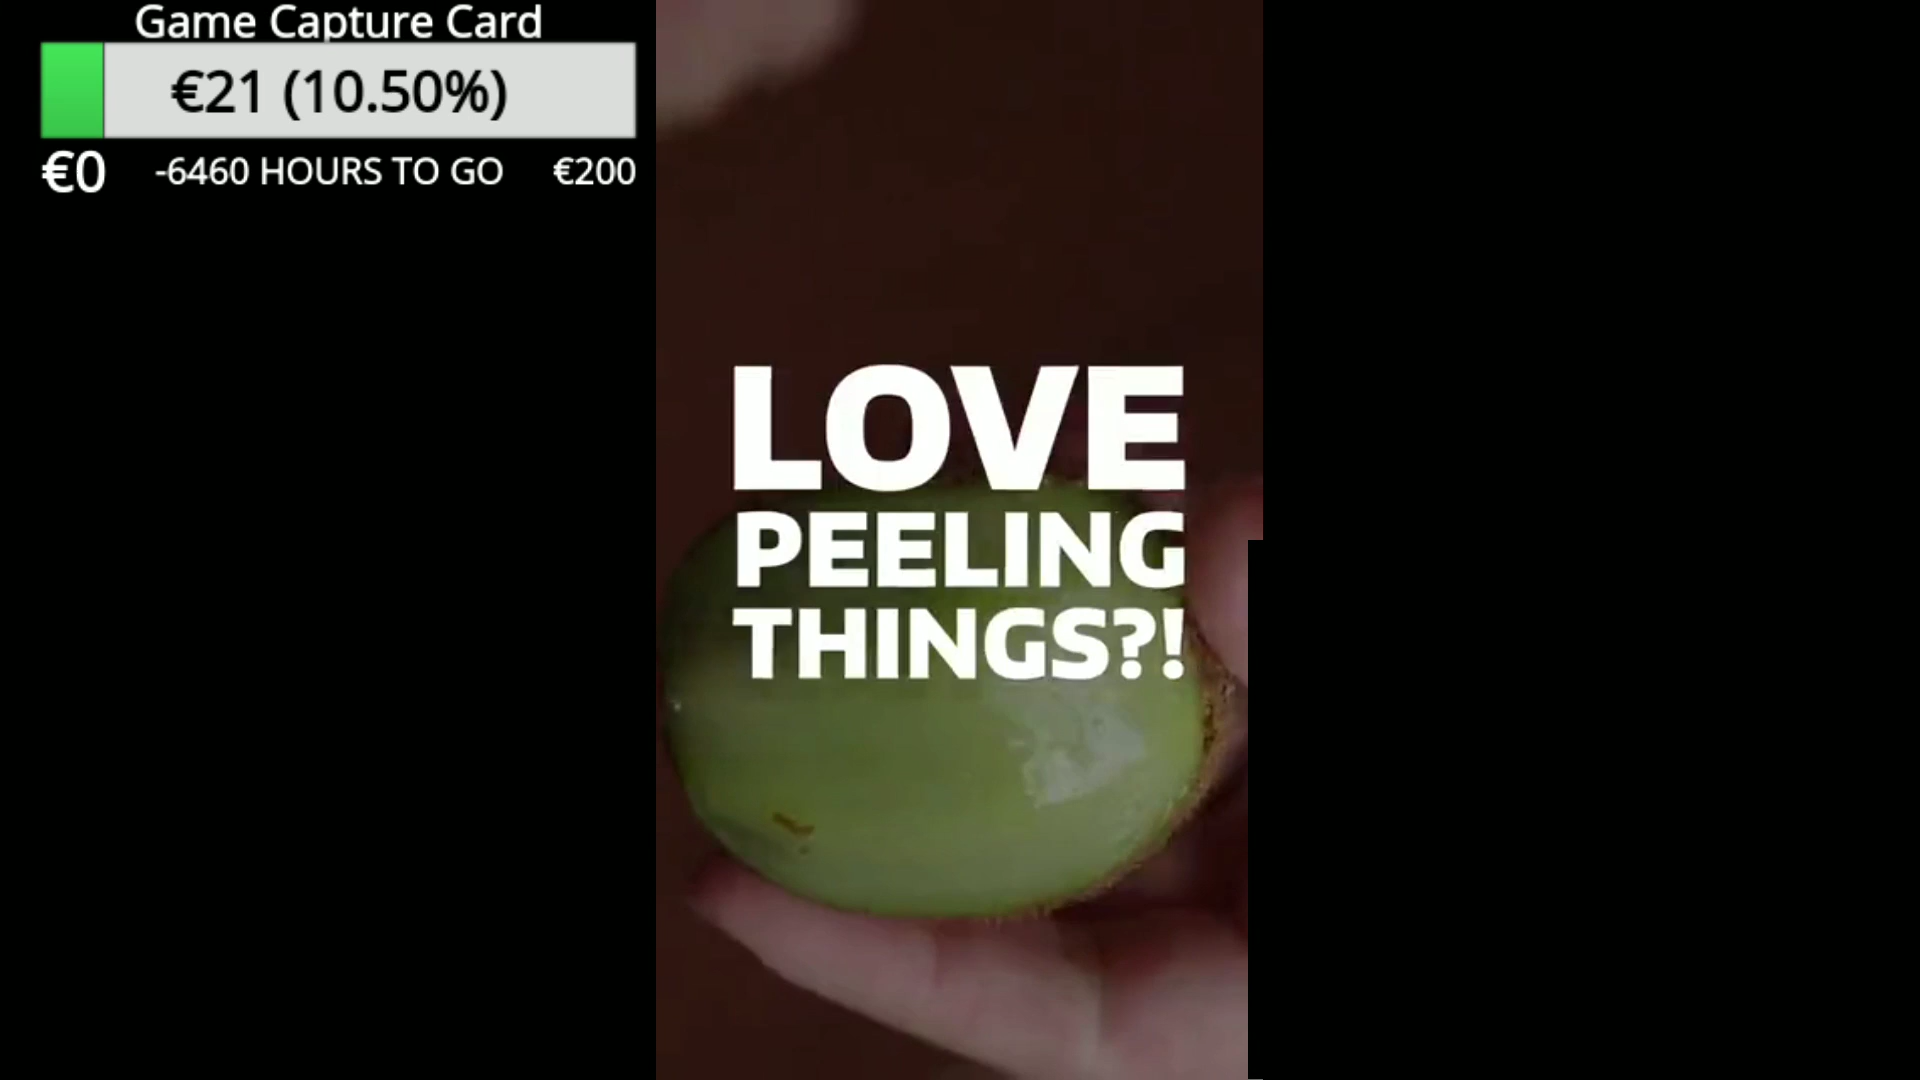 Game Capture Card
€21 (10.50%)
€0 -6460 HOURS TO GO €200
LOVE
PEELING
THINGS?!